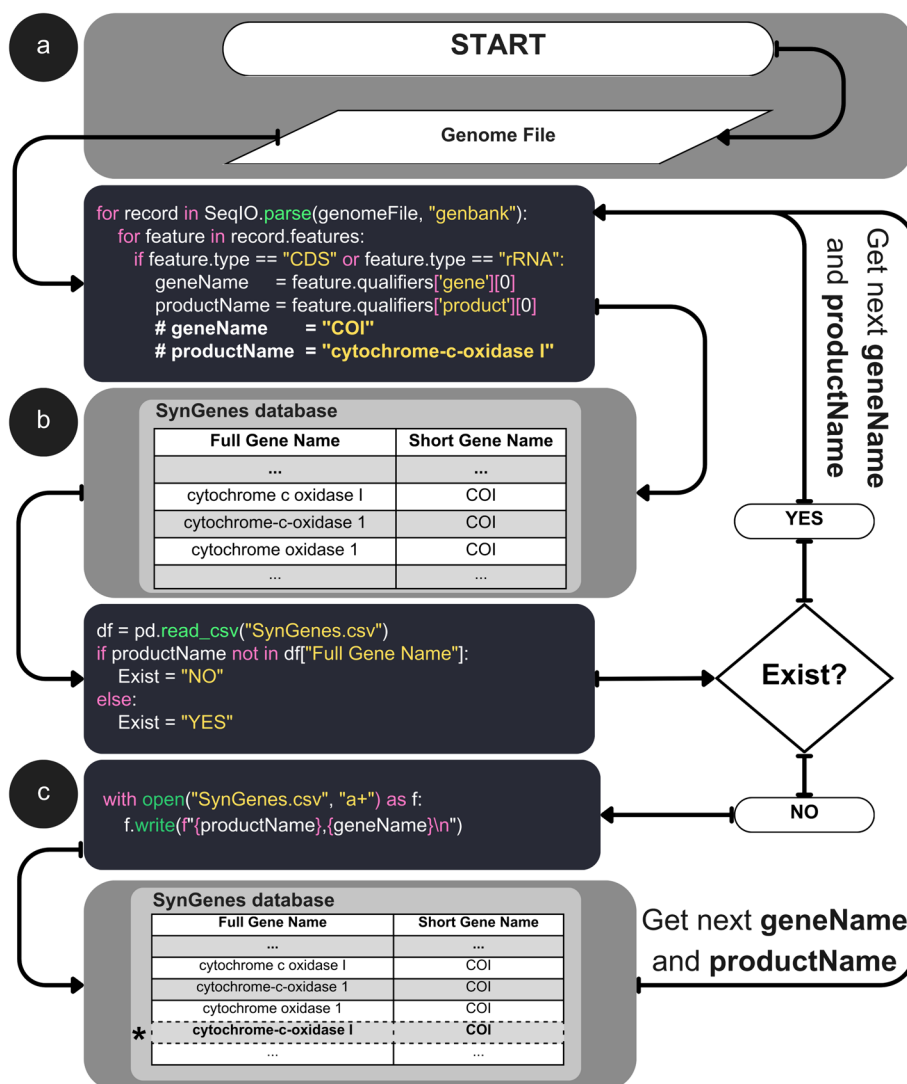 a
START
Genome File
for record in SeqIO.parse(genomeFile, "genbank"):
for feature in record.features:
if feature.type == "CDS" or feature.type == "rRNA":
geneName = feature.qualifiers['gene'][0]
productName = feature.qualifiers['product'][0]
# geneName = "COI"
# productName = "cytochrome-c-oxidase I"
Get next geneName
and productName
b
SynGenes database
Full Gene Name Short Gene Name
... ...
cytochrome c oxidase I COI
cytochrome-c-oxidase 1 COI
cytochrome oxidase 1 COI
... ...
YES
df = pd.read_csv("SynGenes.csv")
if productName not in df["Full Gene Name"]:
Exist = "NO"
else:
Exist = "YES"
Exist?
c
with open("SynGenes.csv", "a+") as f:
f.write(f"{productName},{geneName}\n")
NO
SynGenes database
Full Gene Name Short Gene Name
... ...
cytochrome c oxidase I COI
cytochrome-c-oxidase 1 COI
cytochrome oxidase 1 COI
* cytochrome-c-oxidase I COI
... ...
Get next geneName
and productName